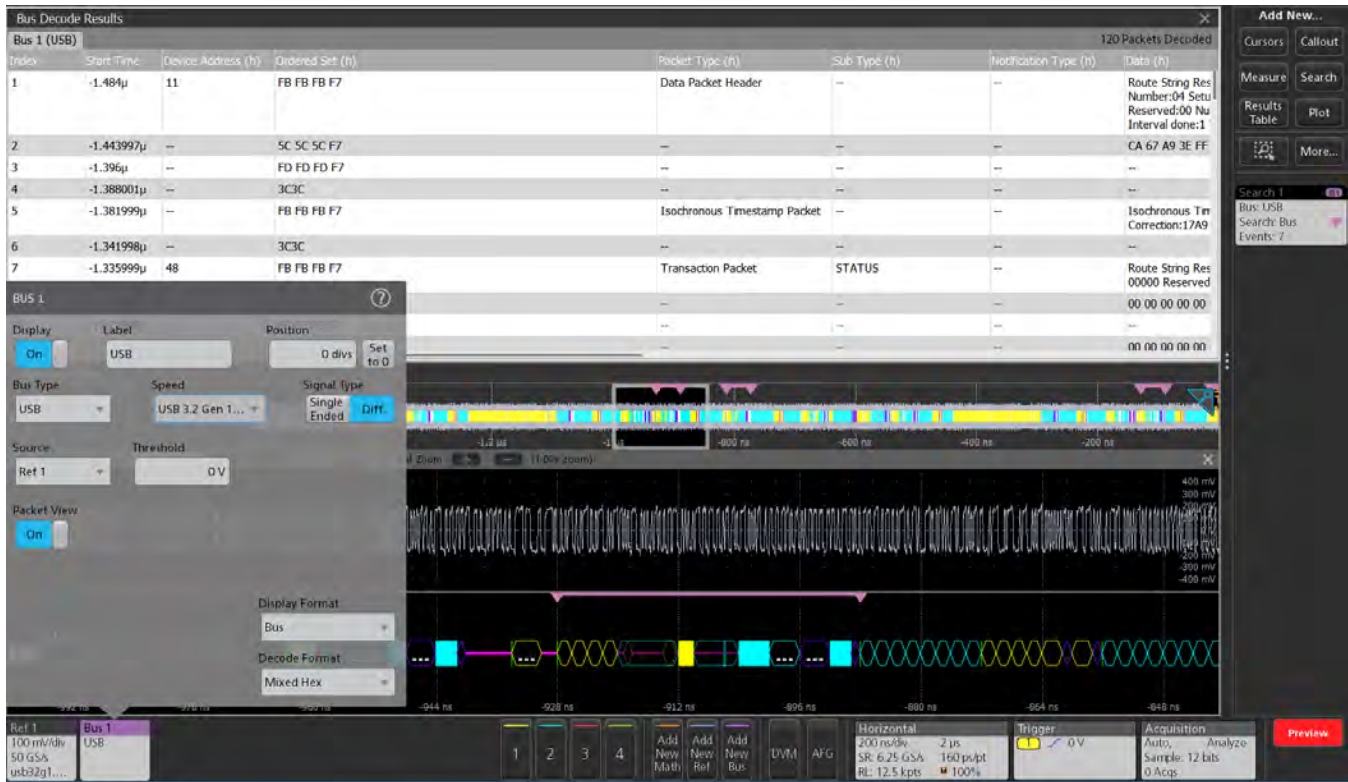 Bus Decode Results
Bus 1 (USB)
120 Packets Decoded
Index Start Time Device Address (h) Ordered Set (h) Packet Type (h) Sub Type (h) Notification Type (h) Data (h)
1 -1.484µ 11 FB FB FB F7 Data Packet Header -- -- Route String Res
Number:04 Setu
Reserved:00 Nu
Interval done:1
2 -1.443997µ -- 5C 5C 5C F7 -- -- -- CA 67 A9 3E FF
3 -1.396µ -- FD FD FD F7 -- -- -- --
4 -1.388001µ -- 3C3C -- -- -- --
5 -1.381999µ -- FB FB FB F7 Isochronous Timestamp Packet -- -- Isochronous Tim
Correction:17A9
6 -1.341998µ -- 3C3C -- -- -- --
7 -1.335999µ 48 FB FB FB F7 Transaction Packet STATUS -- Route String Res
00000 Reserved
-- -- -- 00 00 00 00 00
-- -- -- --
-- -- -- 00 00 00 00 00
BUS 1
Display Label Position
On USB 0 divs Set to 0
Bus Type Speed Signal Type
USB USB 3.2 Gen 1... Single Ended Diff.
Source Threshold
Ref 1 0 V
Packet View
On
Display Format
Bus
Decode Format
Mixed Hex
-1.2 µs -800 ns -600 ns -400 ns -200 ns
Zoom (1.00x zoom)
400 mV
300 mV
-200 mV
-300 mV
-400 mV
-944 ns -928 ns -912 ns -896 ns -880 ns -864 ns -848 ns
Add New...
Cursors Callout
Measure Search
Results Table Plot
More...
Search 1 B1
Bus: USB
Search: Bus
Events: 7
Ref 1
100 mV/div
50 GS/s
usb32g1....
Bus 1
USB
1 2 3 4
Add New Math
Add New Ref
Add New Bus
DVM AFG
Horizontal
200 ns/div 2 µs
SR: 6.25 GS/s 160 ps/pt
RL: 12.5 kpts 100%
Trigger
1 0 V
Acquisition
Auto, Analyze
Sample: 12 bits
0 Acqs
Preview